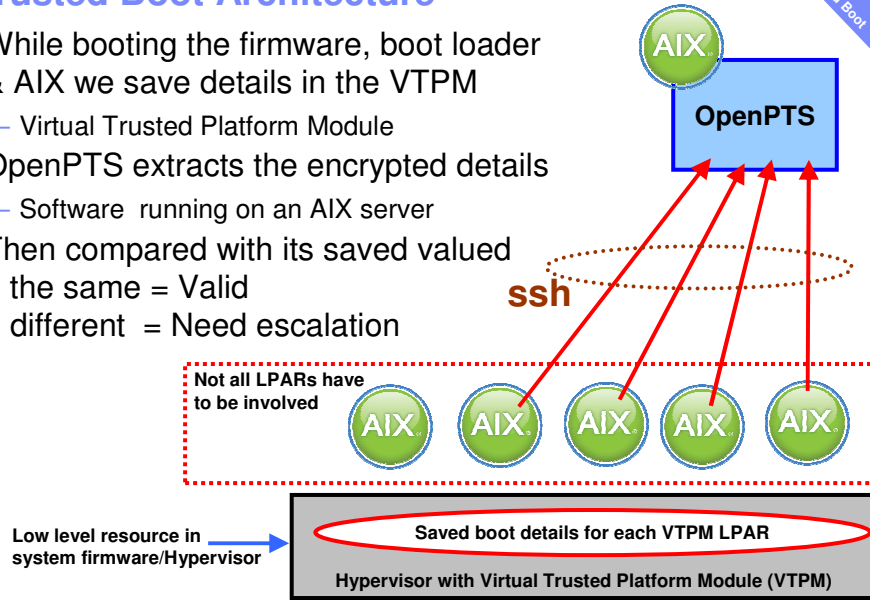 Trusted Boot Architecture
Boot
While booting the firmware, boot loader
& AIX we save details in the VTPM
– Virtual Trusted Platform Module
OpenPTS extracts the encrypted details
– Software running on an AIX server
Then compared with its saved valued
the same = Valid
different = Need escalation
AIX
OpenPTS
ssh
Not all LPARs have
to be involved
AIX
AIX
AIX
AIX
AIX
Low level resource in
system firmware/Hypervisor
Saved boot details for each VTPM LPAR
Hypervisor with Virtual Trusted Platform Module (VTPM)